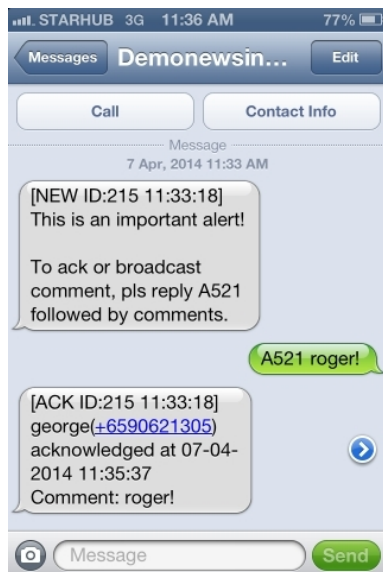 STARHUB 3G 11:36 AM 77%
Messages Demonewsin... Edit
Call Contact Info
Message
7 Apr, 2014 11:33 AM
[NEW ID:215 11:33:18]
This is an important alert!
To ack or broadcast
comment, pls reply A521
followed by comments.
A521 roger!
[ACK ID:215 11:33:18]
george(+6590621305)
acknowledged at 07-04-
2014 11:35:37
Comment: roger!
Message Send